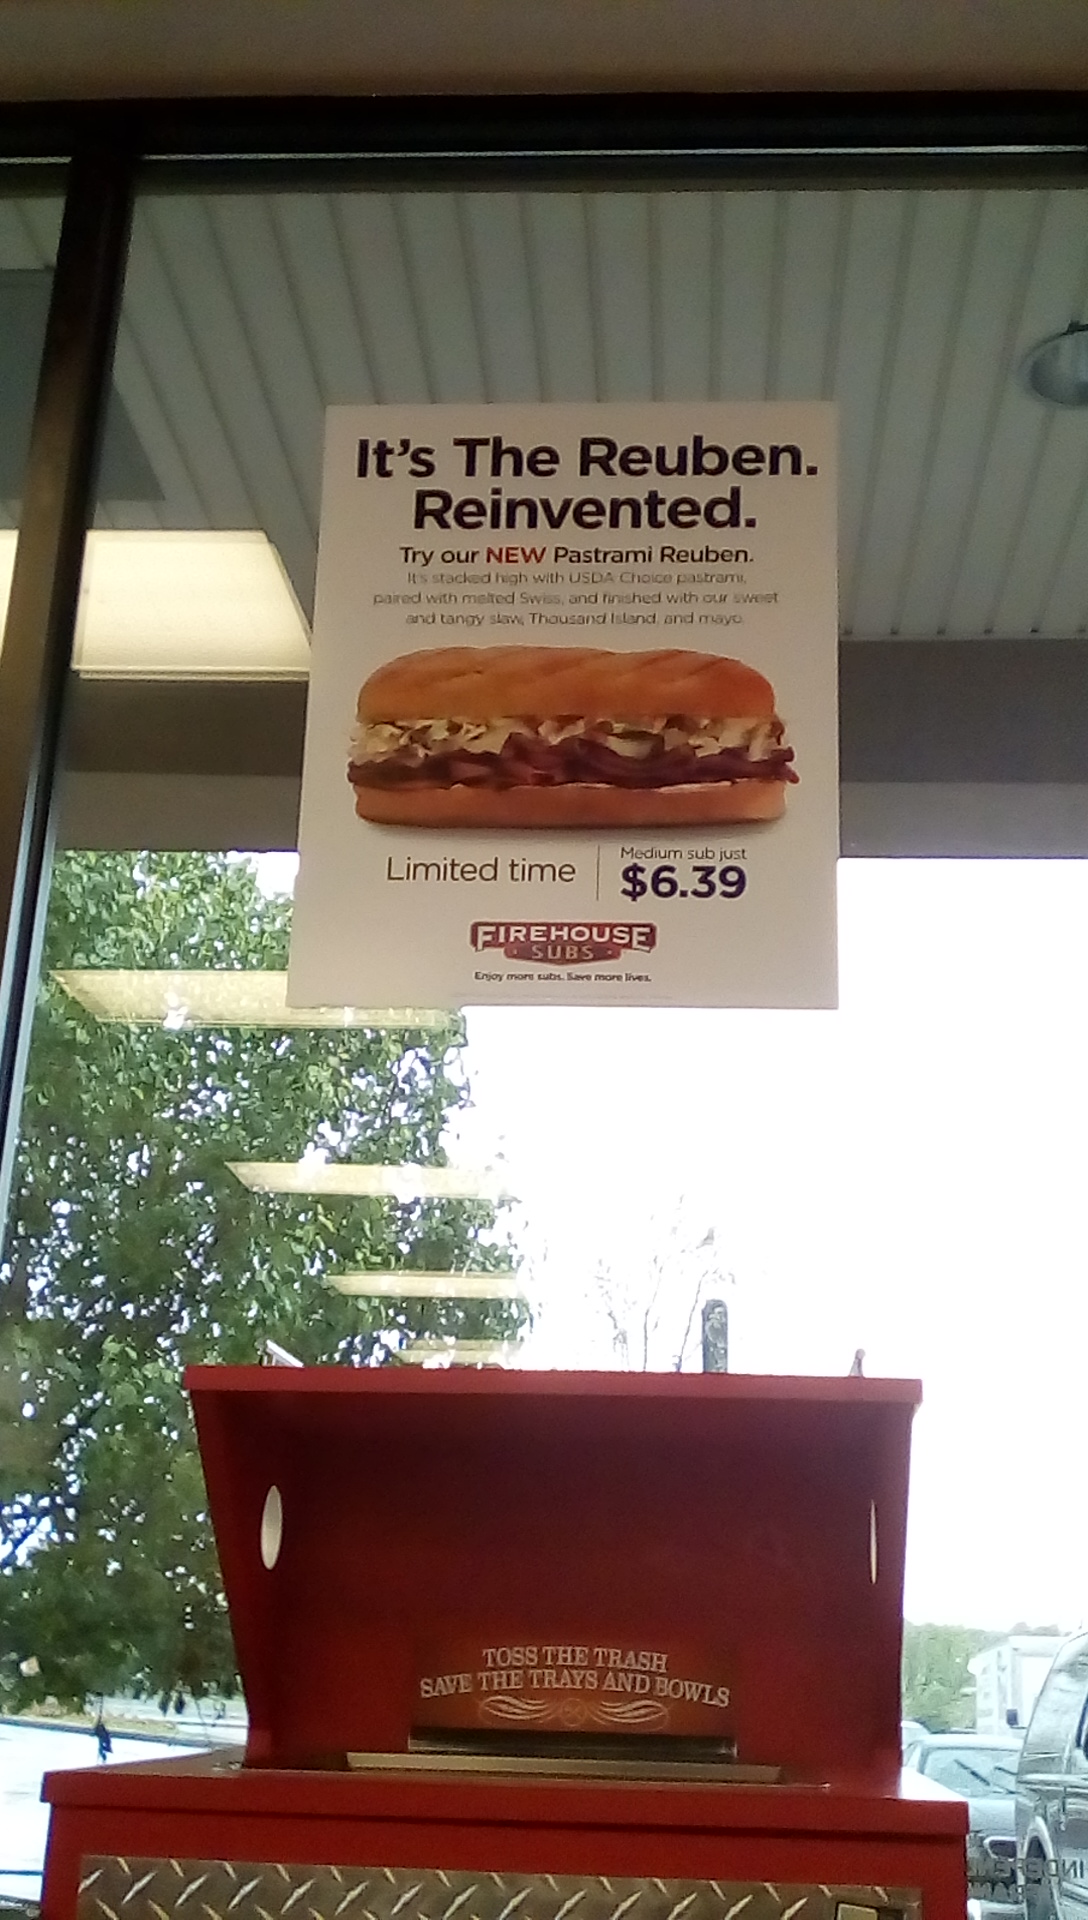 It's The Reuben.
Reinvented.
Try our NEW Pastrami Reuben.
It's stacked high with USDA Choice pastrami,
paired with melted Swiss, and finished with our sweet
and tangy slaw, Thousand Island, and mayo.
Limited time
Medium sub just
$6.39
FIREHOUSE
SUBS
Enjoy more subs. Save more lives.
TOSS THE TRASH
SAVE THE TRAYS AND BOWLS